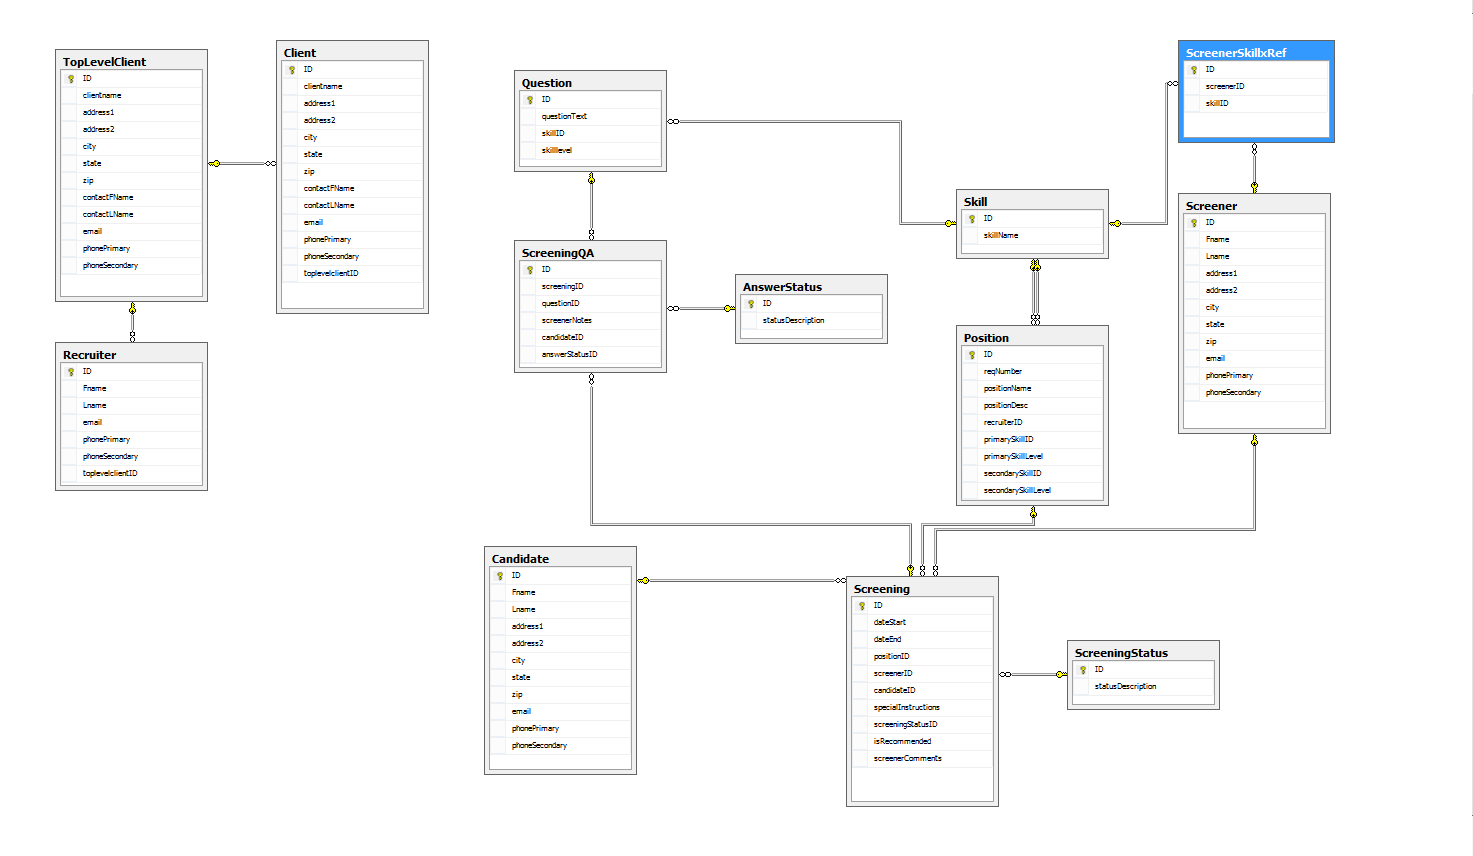 TopLevelClient
ID
clientname
address1
address2
city
state
zip
contactFName
contactLName
email
phonePrimary
phoneSecondary
Client
ID
clientname
address1
address2
city
state
zip
contactFName
contactLName
email
phonePrimary
phoneSecondary
toplevelclientID
Recruiter
ID
Fname
Lname
email
phonePrimary
phoneSecondary
toplevelclientID
Question
ID
questionText
skillID
skilllevel
ScreeningQA
ID
screeningID
questionID
screenerNotes
candidateID
answerStatusID
AnswerStatus
ID
statusDescription
Skill
ID
skillName
ScreenerSkillxRef
ID
screenerID
skillID
Screener
ID
Fname
Lname
address1
address2
city
state
zip
email
phonePrimary
phoneSecondary
Position
ID
reqNumber
positionName
positionDesc
recruiterID
primarySkillID
primarySkillLevel
secondarySkillID
secondarySkillLevel
Candidate
ID
Fname
Lname
address1
address2
city
state
zip
email
phonePrimary
phoneSecondary
Screening
ID
dateStart
dateEnd
positionID
screenerID
candidateID
specialInstructions
screeningStatusID
isRecommended
screenerComments
ScreeningStatus
ID
statusDescription